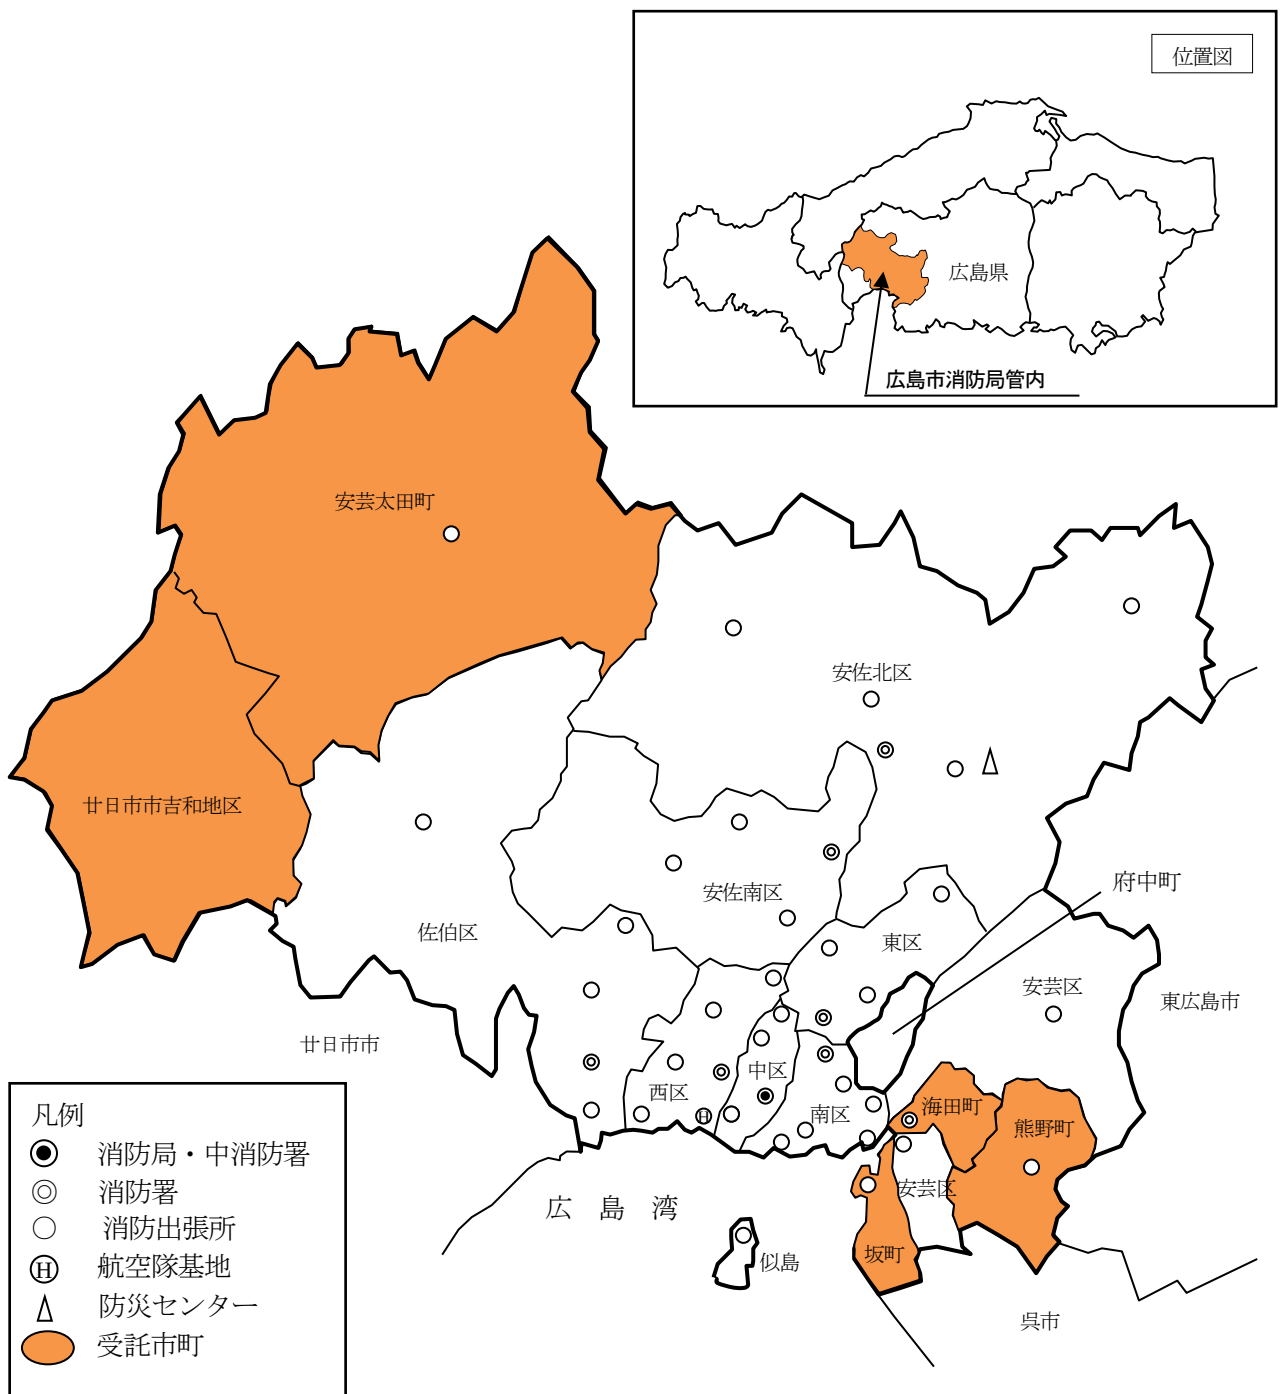 位置図
広島県
広島市消防局管内
安芸太田町
安佐北区
廿日市市吉和地区
府中町
安佐南区
佐伯区
東区
安芸区
東広島市
廿日市市
中区
西区
南区
海田町
熊野町
安芸区
広島湾
坂町
似島
呉市
凡例
消防局・中消防署
消防署
消防出張所
H
H 航空隊基地
防災センター
受託市町